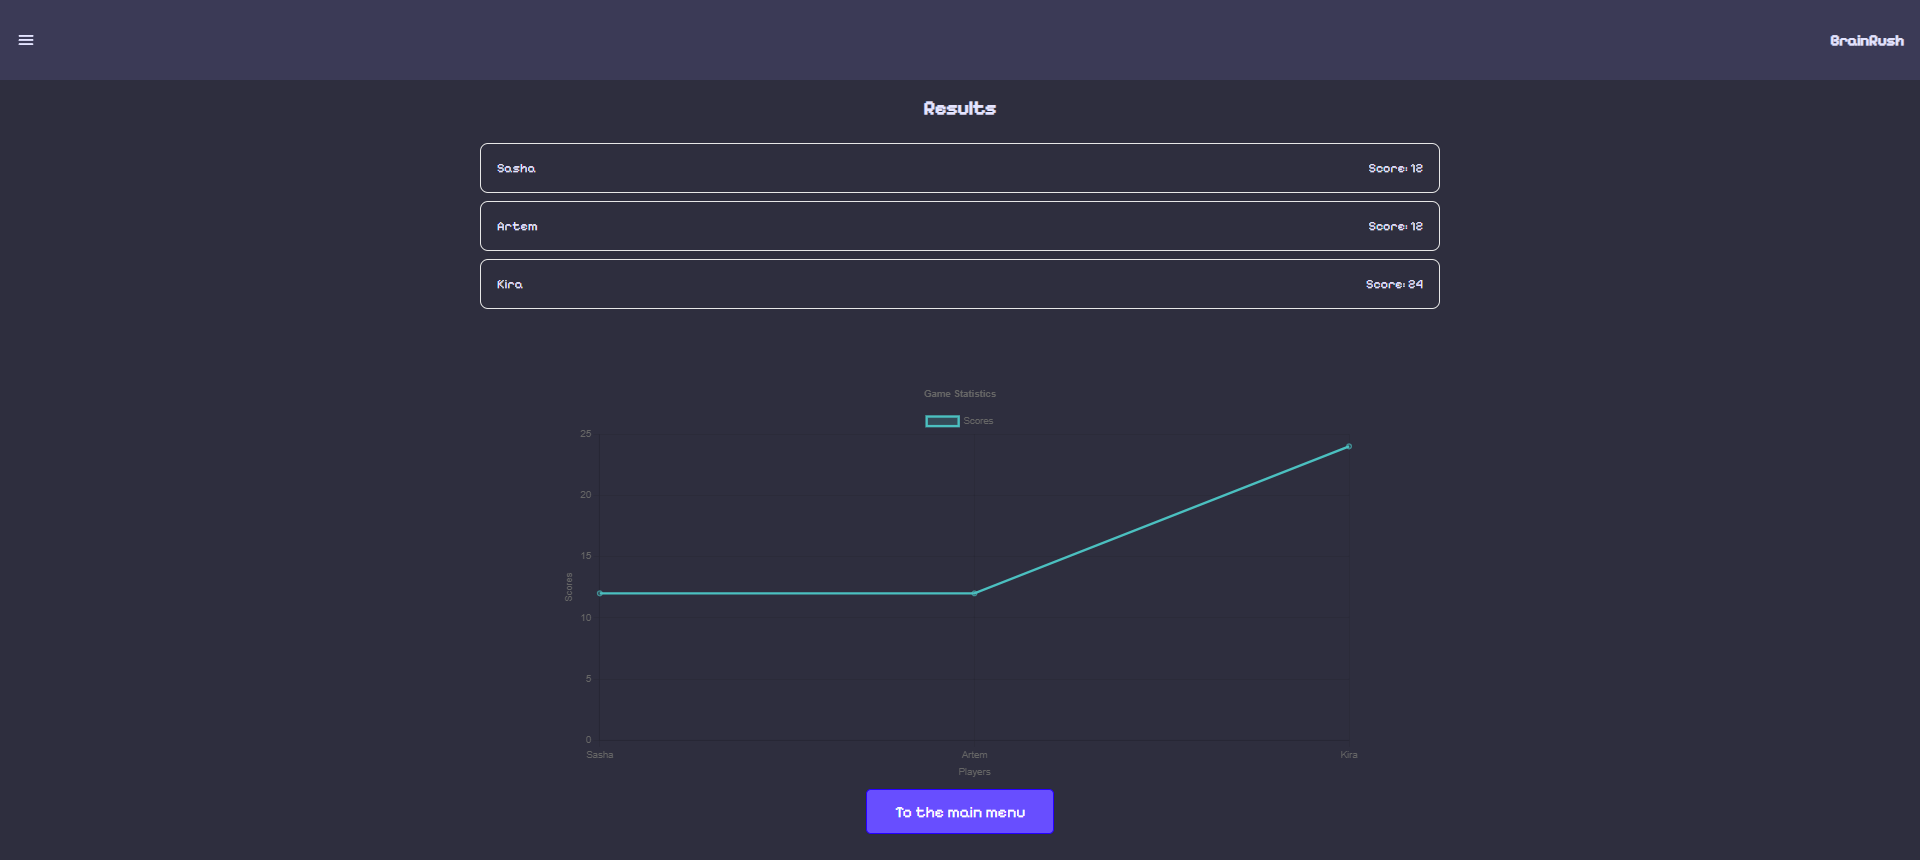 BrainRush
Results
Sasha Score: 12
Artem Score: 12
Kira Score: 24
Game Statistics
Scores
25
20
15
10
5
0
Scores
Sasha Artem Kira
Players
To the main menu